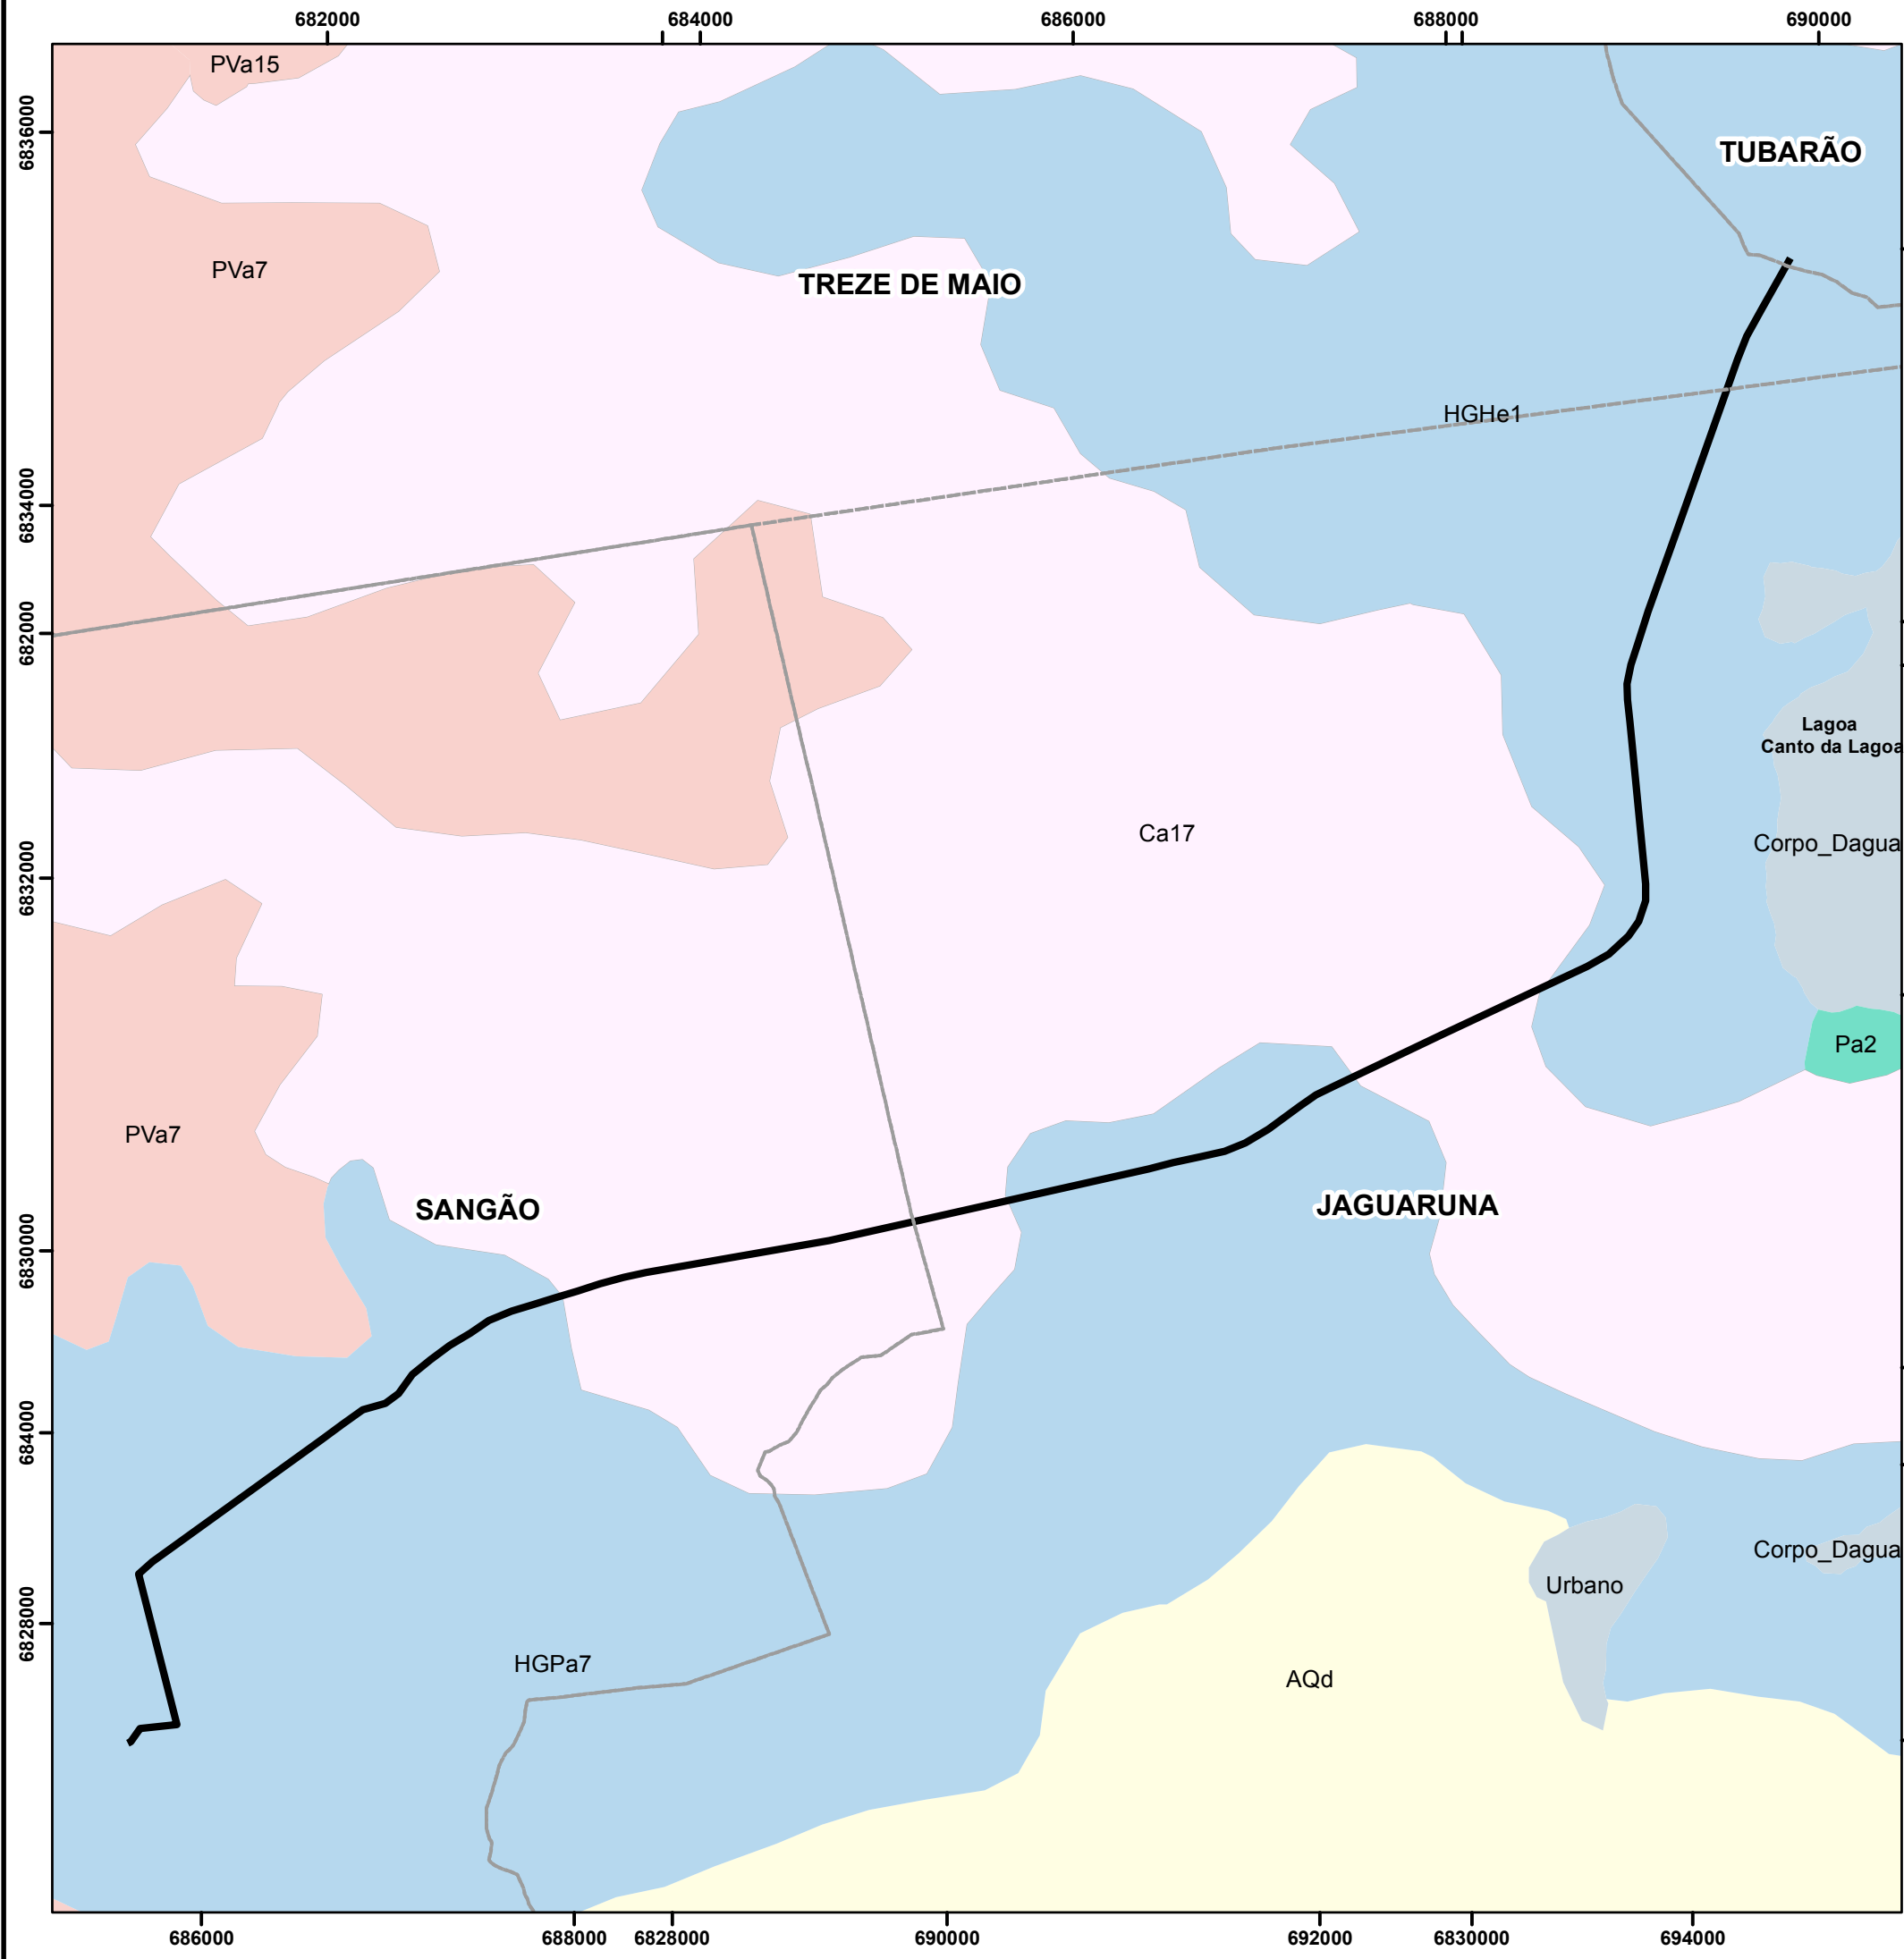 682000
684000
686000
688000
690000
PVa15
6836000
TUBARÃO
PVa7
TREZE DE MAIO
HGHe1
6834000
682000
Lagoa
Canto da Lagoa
Ca17
Corpo_Dagua
6832000
Pa2
PVa7
SANGÃO
JAGUARUNA
6830000
684000
Corpo_Dagua
Urbano
6828000
HGPa7
AQd
686000
688000
6828000
690000
692000
6830000
694000